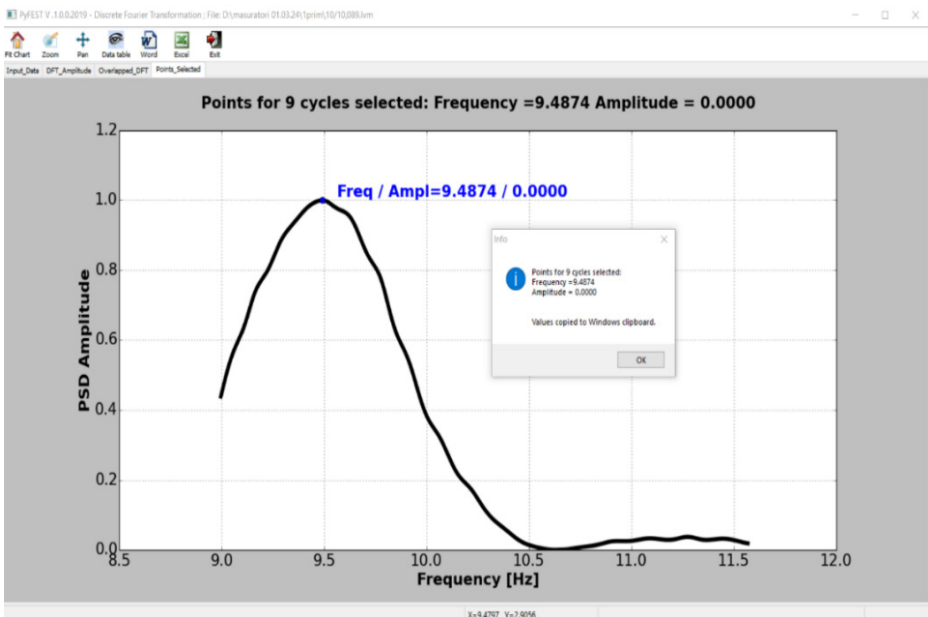 PyFEST V .1.0.0.2019 - Discrete Fourier Transformation ; File: D:\masuratori 01.03.24\1prim\10/10,089.lvm
Fit Chart Zoom Pan Data table Word Excel Exit
Input_Data DFT_Amplitude Overlapped_DFT Points_Selected
Points for 9 cycles selected: Frequency =9.4874 Amplitude = 0.0000
1.2
1.0
0.8
0.6
0.4
0.2
0.0
PSD Amplitude
Freq / Ampl=9.4874 / 0.0000
Info
Points for 9 cycles selected:
Frequency =9.4874
Amplitude = 0.0000
Values copied to Windows clipboard.
OK
8.5 9.0 9.5 10.0 10.5 11.0 11.5 12.0
Frequency [Hz]
X=9.4797 Y=2.9056